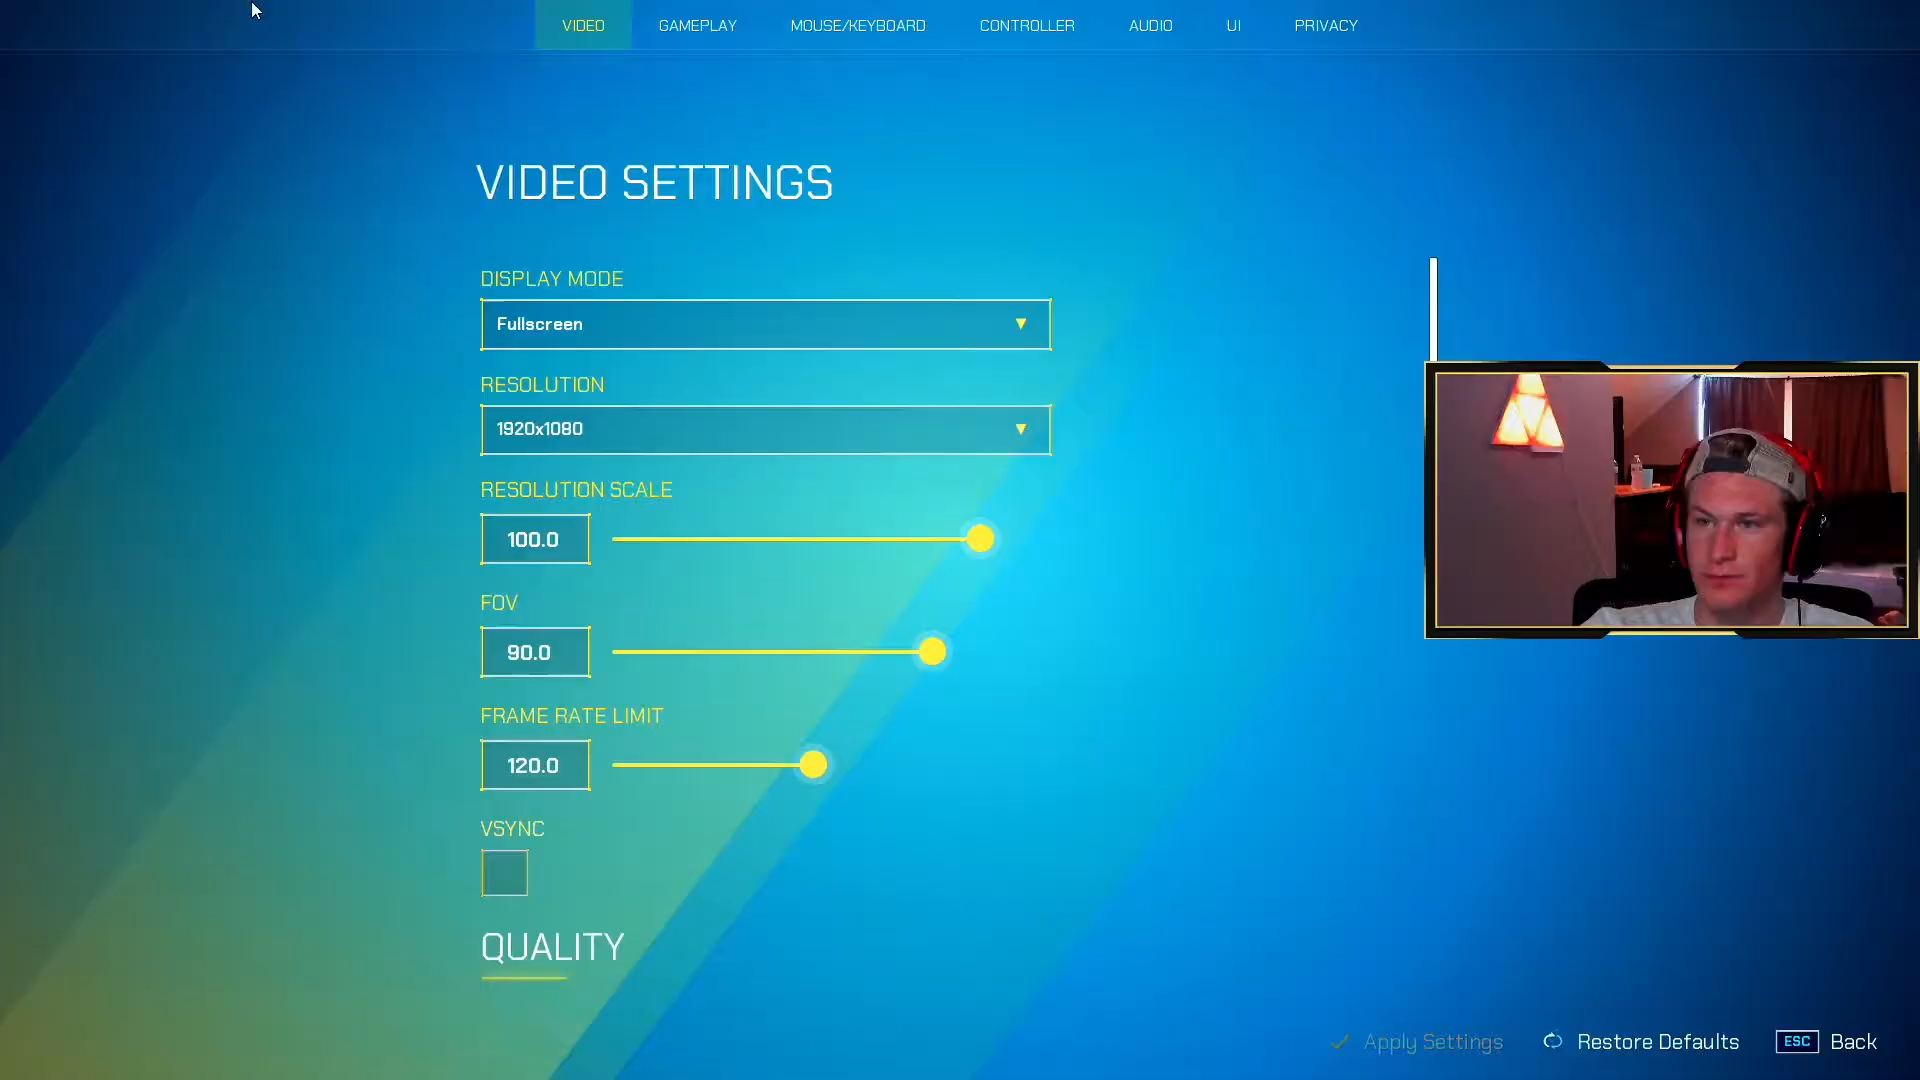 VIDEO
GAMEPLAY
MOUSE/KEYBOARD
CONTROLLER
AUDIO
UI
PRIVACY
VIDEO SETTINGS
DISPLAY MODE
Fullscreen
RESOLUTION
1920x1080
RESOLUTION SCALE
100.0
FOV
90.0
FRAME RATE LIMIT
120.0
VSYNC
QUALITY
Apply Settings
Restore Defaults
ESC Back